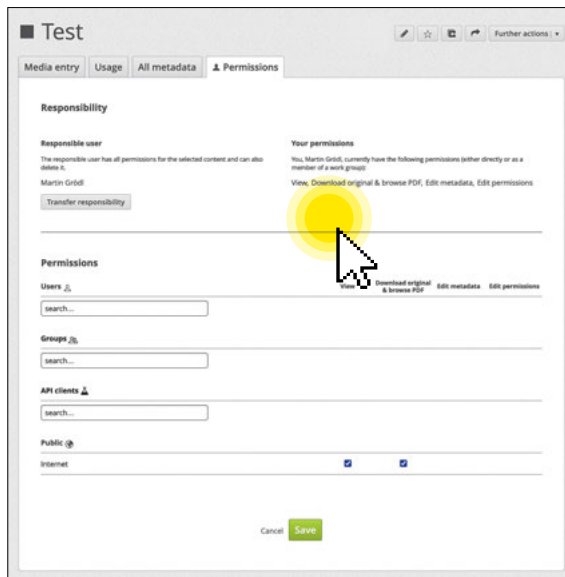 Test
Further actions
Media entry
Usage
All metadata
Permissions
Responsibility
Responsible user
The responsible user has all permissions for the selected content and can also
delete it.
Martin Grödl
Transfer responsibility
Your permissions
You, Martin Grödl, currently have the following permissions (either directly or as a
member of a work group):
View, Download original & browse PDF, Edit metadata, Edit permissions
Permissions
Users
View
Download original
& browse PDF
Edit metadata
Edit permissions
search...
Groups
search...
API clients
search...
Public
Internet
Cancel
Save